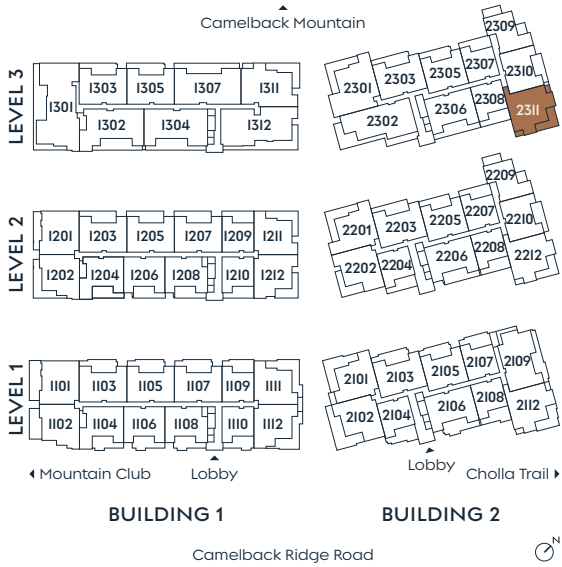 Camelback Mountain
LEVEL 3
1301 1303 1305 1307 1311
1302 1304 1312
2301 2303 2305 2307 2309 2310
2302 2306 2308 2311
LEVEL 2
1201 1203 1205 1207 1209 1211
1202 1204 1206 1208 1210 1212
2201 2203 2205 2207 2209 2210
2202 2204 2206 2208 2212
LEVEL 1
1101 1103 1105 1107 1109 1111
1102 1104 1106 1108 1110 1112
2101 2103 2105 2107 2109
2102 2104 2106 2108 2112
Mountain Club Lobby
Lobby Cholla Trail
BUILDING 1 BUILDING 2
Camelback Ridge Road
N